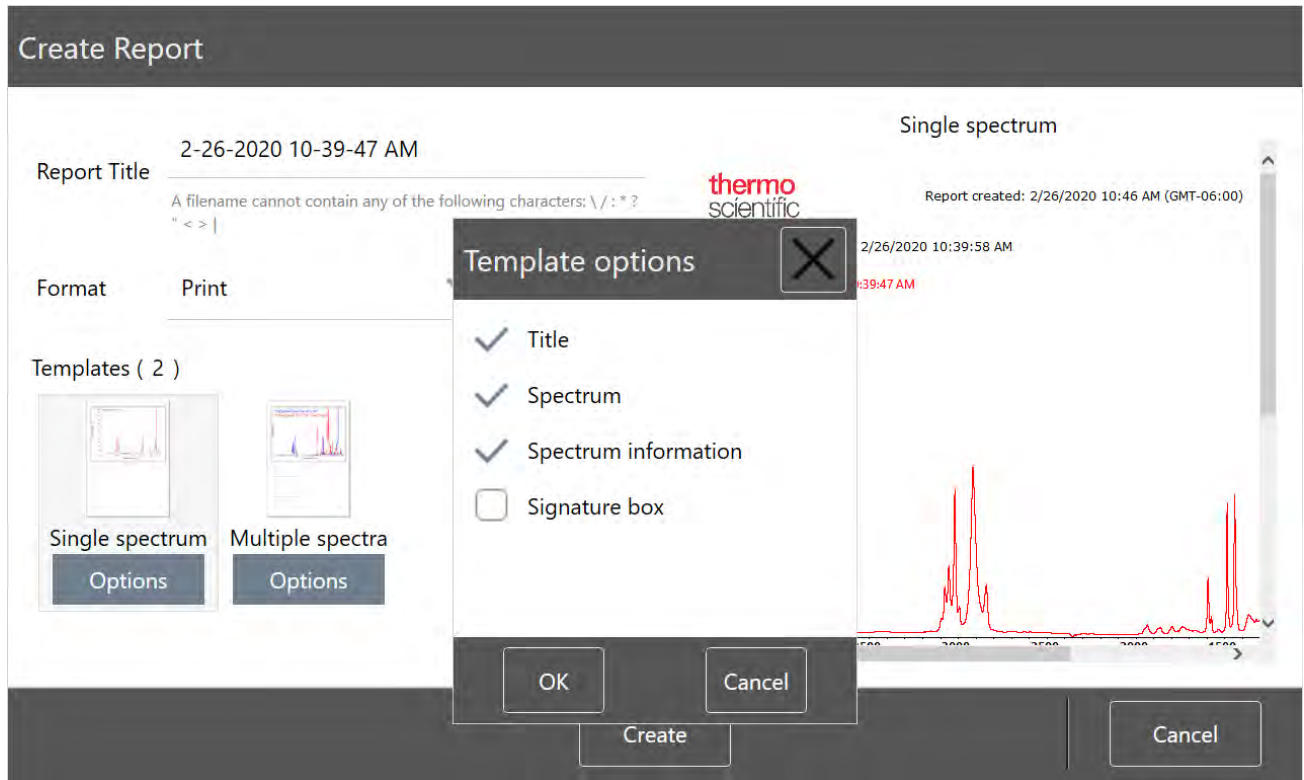 Create Report
Report Title
2-26-2020 10-39-47 AM
A filename cannot contain any of the following characters: \ / : * ?
" < > |
Format
Print
Templates ( 2 )
Single spectrum
Options
Multiple spectra
Options
Single spectrum
thermo
scientific
Report created: 2/26/2020 10:46 AM (GMT-06:00)
2/26/2020 10:39:58 AM
:39:47 AM
Template options
Title
Spectrum
Spectrum information
Signature box
OK
Cancel
Create
Cancel